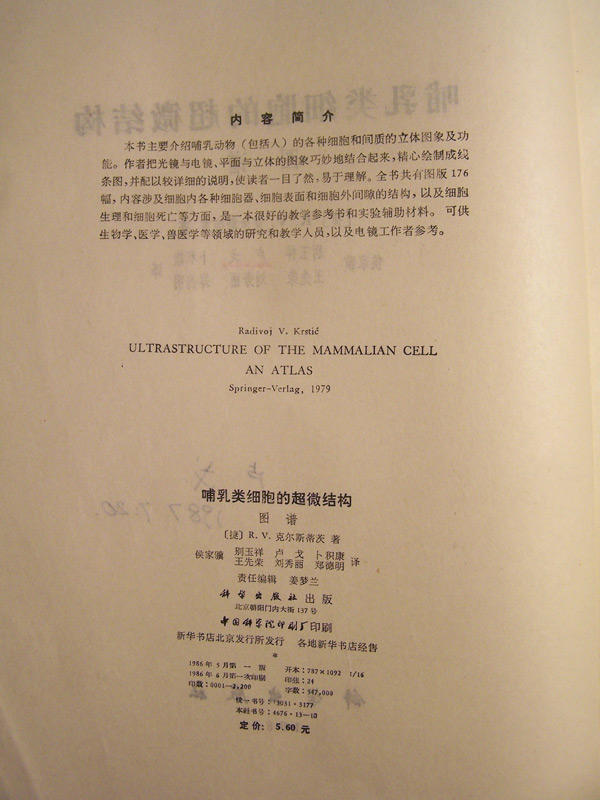 内容简介
本书主要介绍哺乳动物（包括人）的各种细胞和间质的立体图象及功
能。作者把光镜与电镜、平面与立体的图象巧妙地结合起来，精心绘制成线
条图，并配以较详细的说明，使读者一目了然，易于理解。全书共有图版 176
幅，内容涉及细胞内各种细胞器、细胞表面和细胞外间隙的结构，以及细胞
生理和细胞死亡等方面，是一本很好的教学参考书和实验辅助材料。可供
生物学、医学、兽医学等领域的研究和教学人员，以及电镜工作者参考。
Radivoj V. Krstić
ULTRASTRUCTURE OF THE MAMMALIAN CELL
AN ATLAS
Springer-Verlag, 1979
哺乳类细胞的超微结构
图谱
〔捷〕R. V. 克尔斯蒂茨 著
侯家骥 别玉祥 卢戈 卜积康
王先荣 刘秀丽 郑德明 译
责任编辑 姜梦兰
科学出版社 出版
北京朝阳门内大街 137 号
中国科学院印刷厂印刷
新华书店北京发行所发行 各地新华书店经售
*
1986 年 5 月第一版 开本：787×1092 1/16
1986 年 6 月第一次印刷 印张：24
印数：0001—2,200 字数：547,000
统一书号：13031·3177
本社书号：4676·13—10
定价：5.60 元